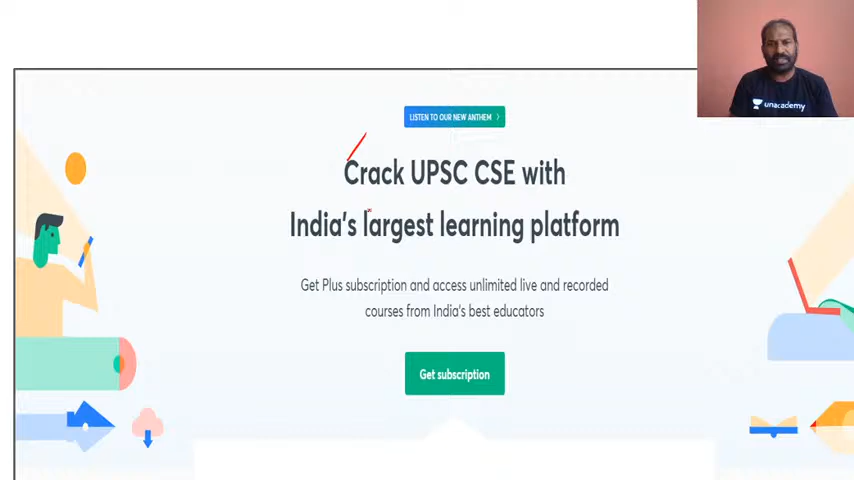 unacademy
LISTEN TO OUR NEW ANTHEM
Crack UPSC CSE with
India's largest learning platform
Get Plus subscription and access unlimited live and recorded
courses from India's best educators
Get subscription